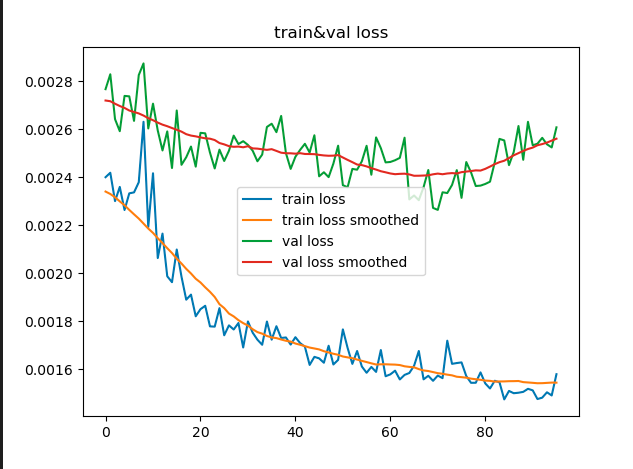 train&val loss
0.0028
0.0026
0.0024
0.0022
0.0020
0.0018
0.0016
train loss
train loss smoothed
val loss
val loss smoothed
0 20 40 60 80